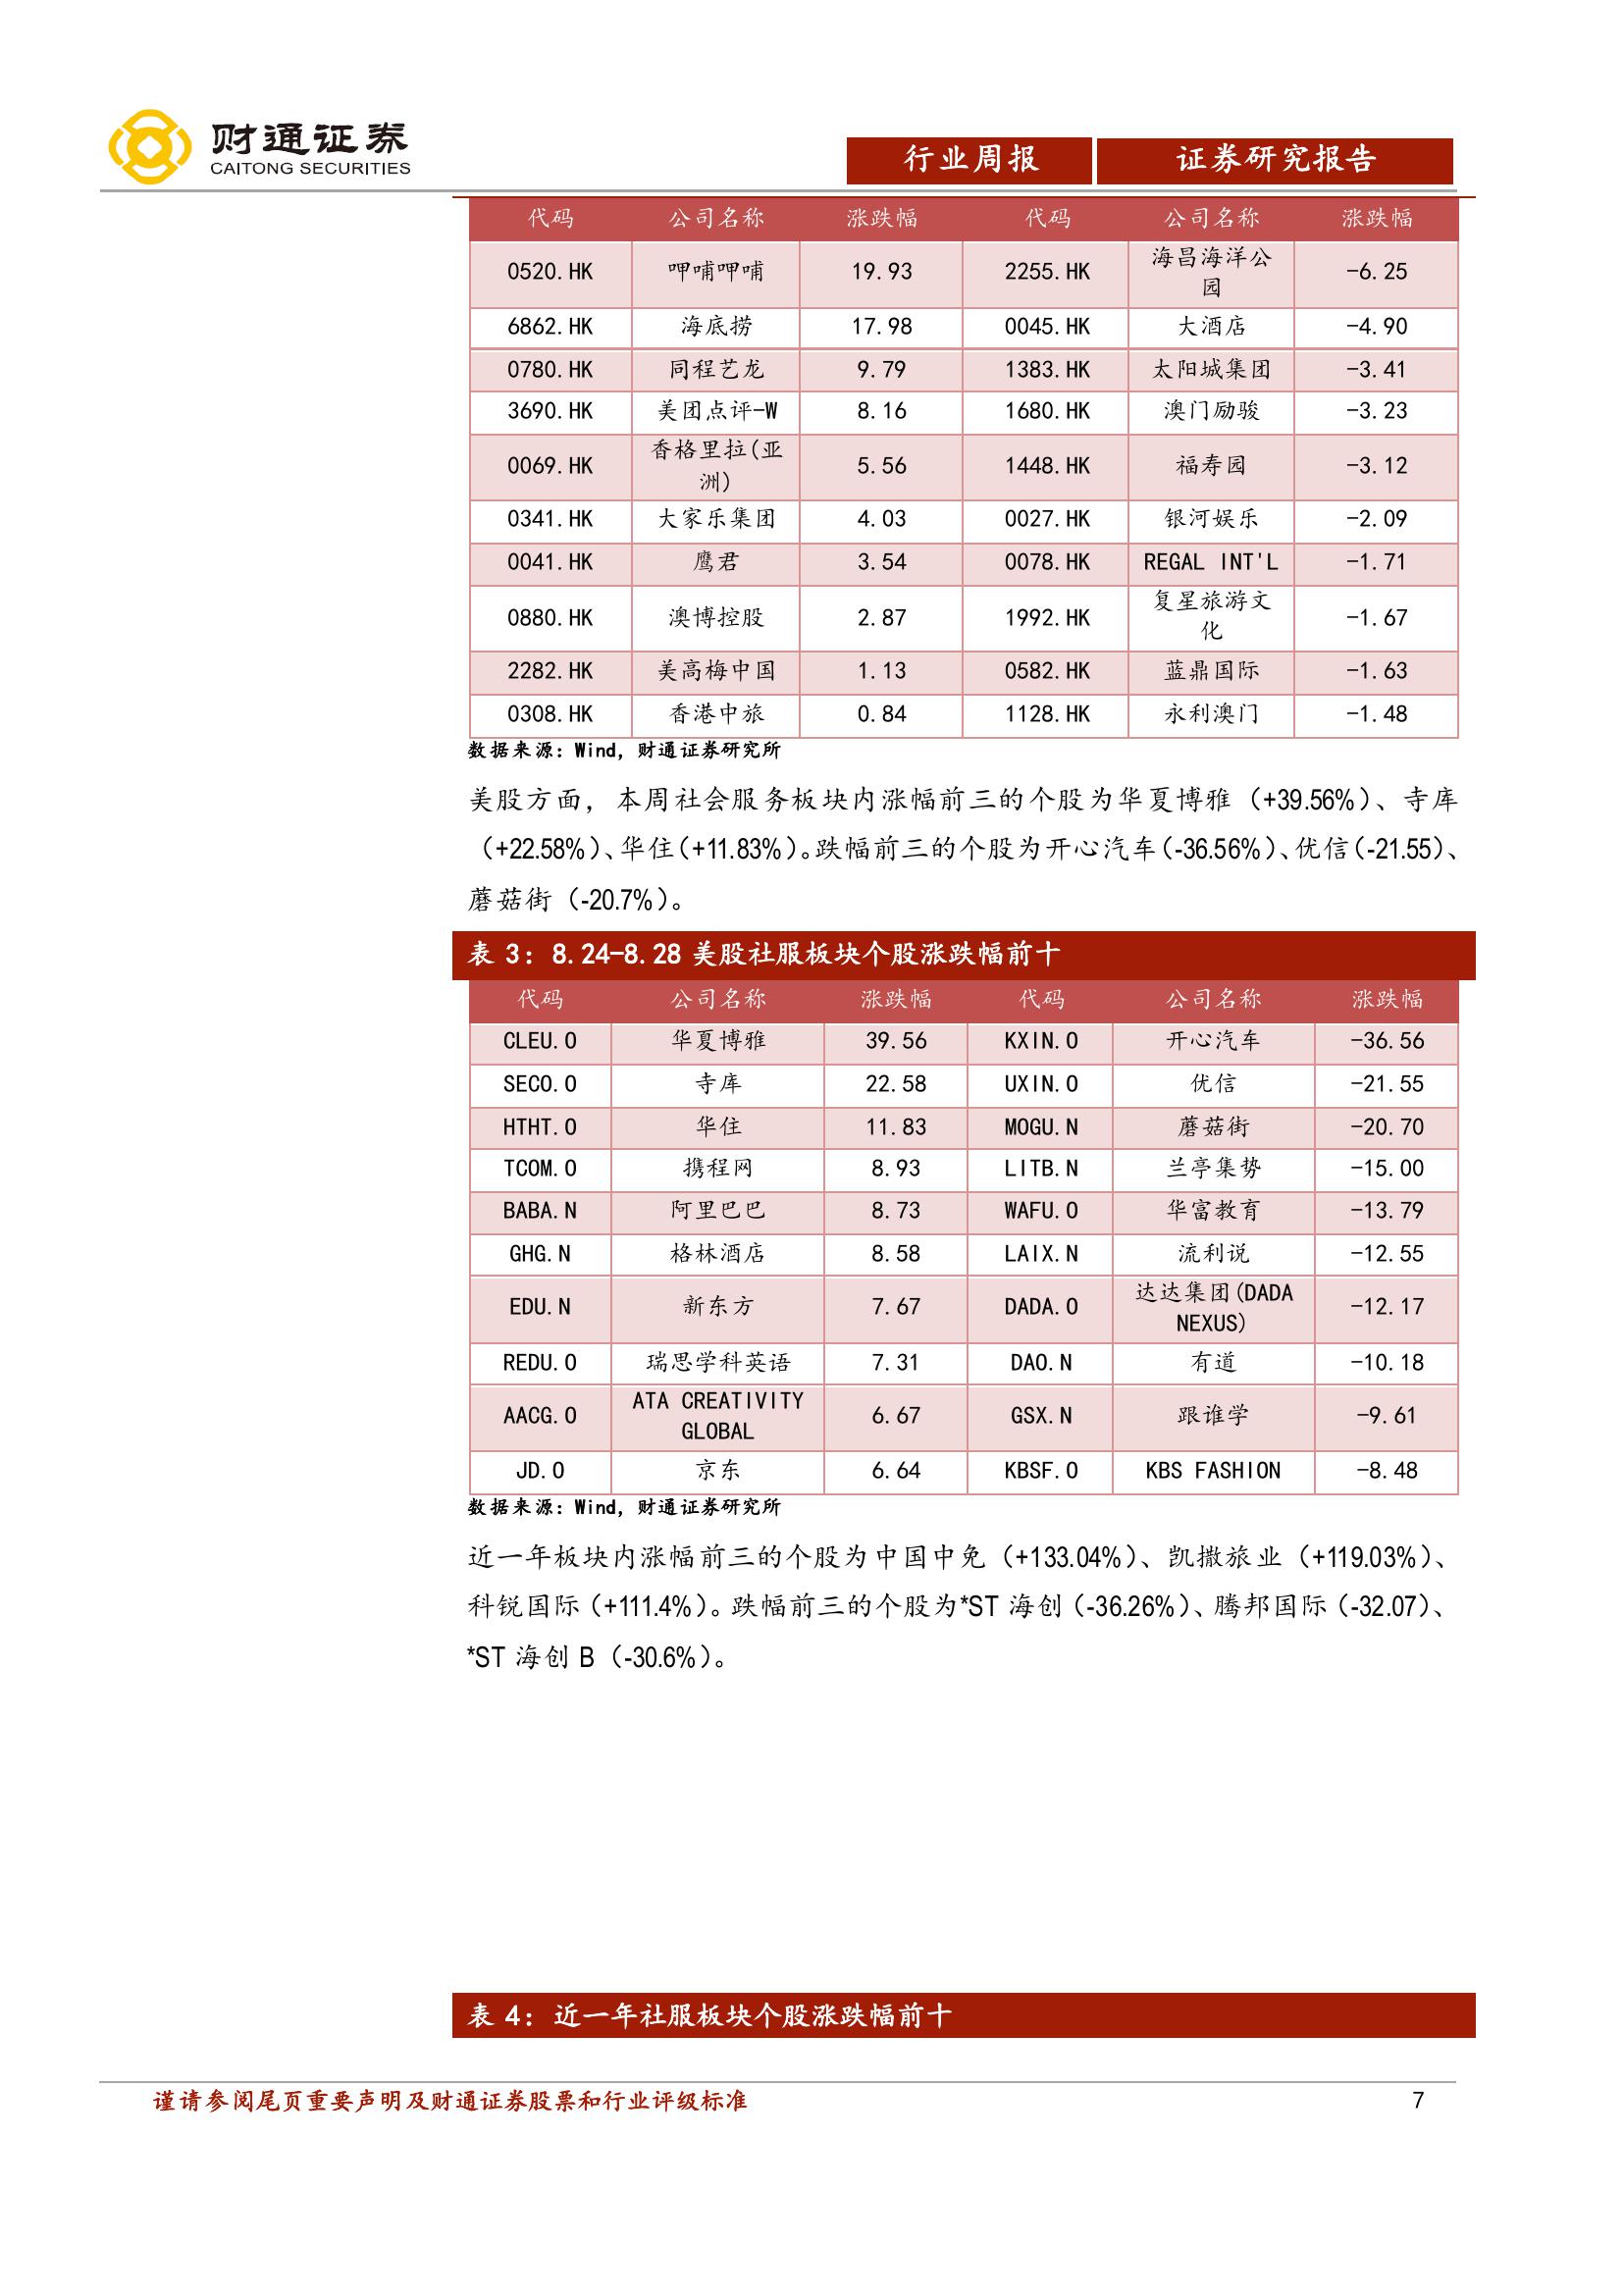 财通证券
CAITONG SECURITIES
行业周报 证券研究报告
代码 公司名称 涨跌幅 代码 公司名称 涨跌幅
0520.HK 呷哺呷哺 19.93 2255.HK 海昌海洋公园 -6.25
6862.HK 海底捞 17.98 0045.HK 大酒店 -4.90
0780.HK 同程艺龙 9.79 1383.HK 太阳城集团 -3.41
3690.HK 美团点评-W 8.16 1680.HK 澳门励骏 -3.23
0069.HK 香格里拉(亚洲) 5.56 1448.HK 福寿园 -3.12
0341.HK 大家乐集团 4.03 0027.HK 银河娱乐 -2.09
0041.HK 鹰君 3.54 0078.HK REGAL INT'L -1.71
0880.HK 澳博控股 2.87 1992.HK 复星旅游文化 -1.67
2282.HK 美高梅中国 1.13 0582.HK 蓝鼎国际 -1.63
0308.HK 香港中旅 0.84 1128.HK 永利澳门 -1.48
数据来源：Wind，财通证券研究所
美股方面，本周社会服务板块内涨幅前三的个股为华夏博雅（+39.56%）、寺库
（+22.58%）、华住（+11.83%）。跌幅前三的个股为开心汽车（-36.56%）、优信（-21.55）、
蘑菇街（-20.7%）。
表 3：8.24-8.28 美股社服板块个股涨跌幅前十
代码 公司名称 涨跌幅 代码 公司名称 涨跌幅
CLEU.O 华夏博雅 39.56 KXIN.O 开心汽车 -36.56
SECO.O 寺库 22.58 UXIN.O 优信 -21.55
HTHT.O 华住 11.83 MOGU.N 蘑菇街 -20.70
TCOM.O 携程网 8.93 LITB.N 兰亭集势 -15.00
BABA.N 阿里巴巴 8.73 WAFU.O 华富教育 -13.79
GHG.N 格林酒店 8.58 LAIX.N 流利说 -12.55
EDU.N 新东方 7.67 DADA.O 达达集团(DADA NEXUS) -12.17
REDU.O 瑞思学科英语 7.31 DAO.N 有道 -10.18
AACG.O ATA CREATIVITY GLOBAL 6.67 GSX.N 跟谁学 -9.61
JD.O 京东 6.64 KBSF.O KBS FASHION -8.48
数据来源：Wind，财通证券研究所
近一年板块内涨幅前三的个股为中国中免（+133.04%）、凯撒旅业（+119.03%）、
科锐国际（+111.4%）。跌幅前三的个股为*ST 海创（-36.26%）、腾邦国际（-32.07）、
*ST 海创 B（-30.6%）。
表 4：近一年社服板块个股涨跌幅前十
谨请参阅尾页重要声明及财通证券股票和行业评级标准 7